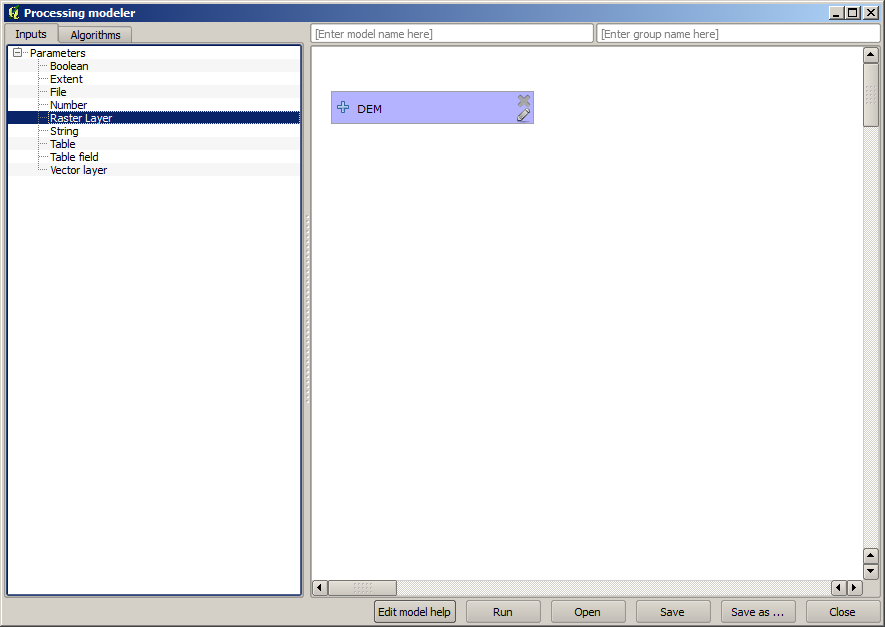 Processing modeler
Inputs Algorithms
[Enter model name here] [Enter group name here]
Parameters
Boolean
Extent
File
Number
Raster Layer
String
Table
Table field
Vector layer
DEM
Edit model help Run Open Save Save as ... Close